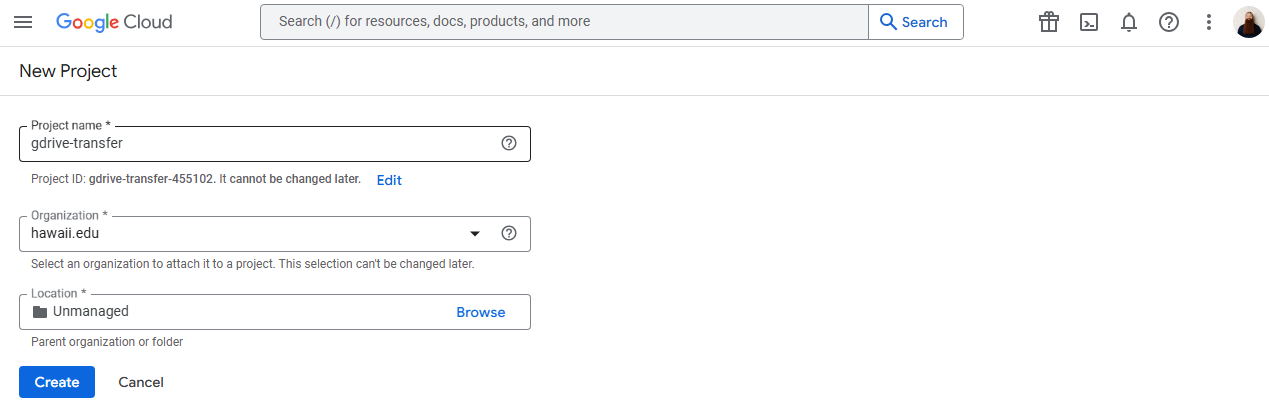 Google Cloud
Search (/) for resources, docs, products, and more
Search
New Project
Project name *
gdrive-transfer
Project ID: gdrive-transfer-455102. It cannot be changed later. Edit
Organization *
hawaii.edu
Select an organization to attach it to a project. This selection can't be changed later.
Location *
Unmanaged
Browse
Parent organization or folder
Create
Cancel